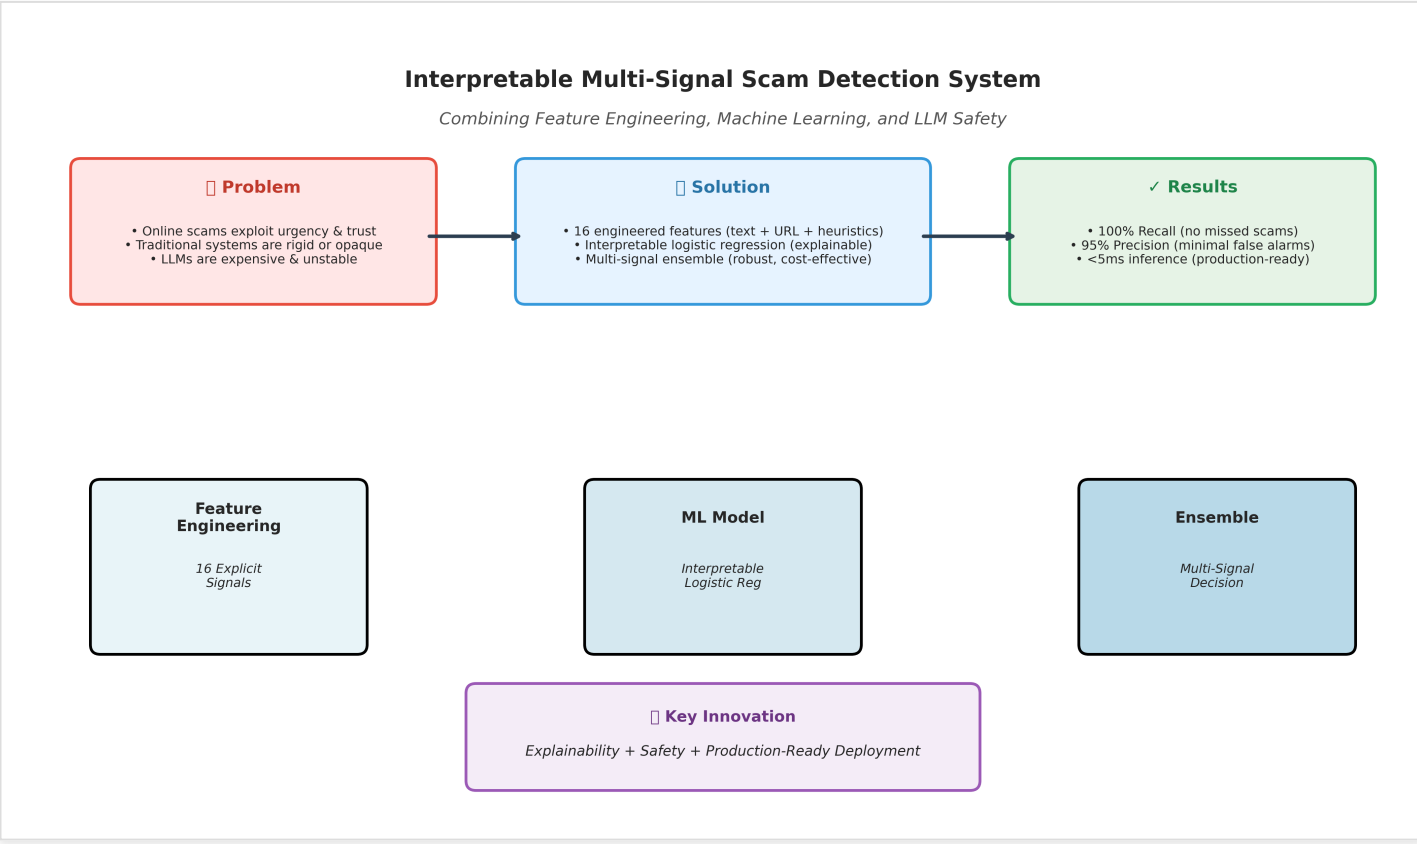 Interpretable Multi-Signal Scam Detection System
Combining Feature Engineering, Machine Learning, and LLM Safety
Problem
• Online scams exploit urgency & trust
• Traditional systems are rigid or opaque
• LLMs are expensive & unstable
Solution
• 16 engineered features (text + URL + heuristics)
• Interpretable logistic regression (explainable)
• Multi-signal ensemble (robust, cost-effective)
✓ Results
• 100% Recall (no missed scams)
• 95% Precision (minimal false alarms)
• <5ms inference (production-ready)
Feature
Engineering
16 Explicit
Signals
ML Model
Interpretable
Logistic Reg
Ensemble
Multi-Signal
Decision
Key Innovation
Explainability + Safety + Production-Ready Deployment